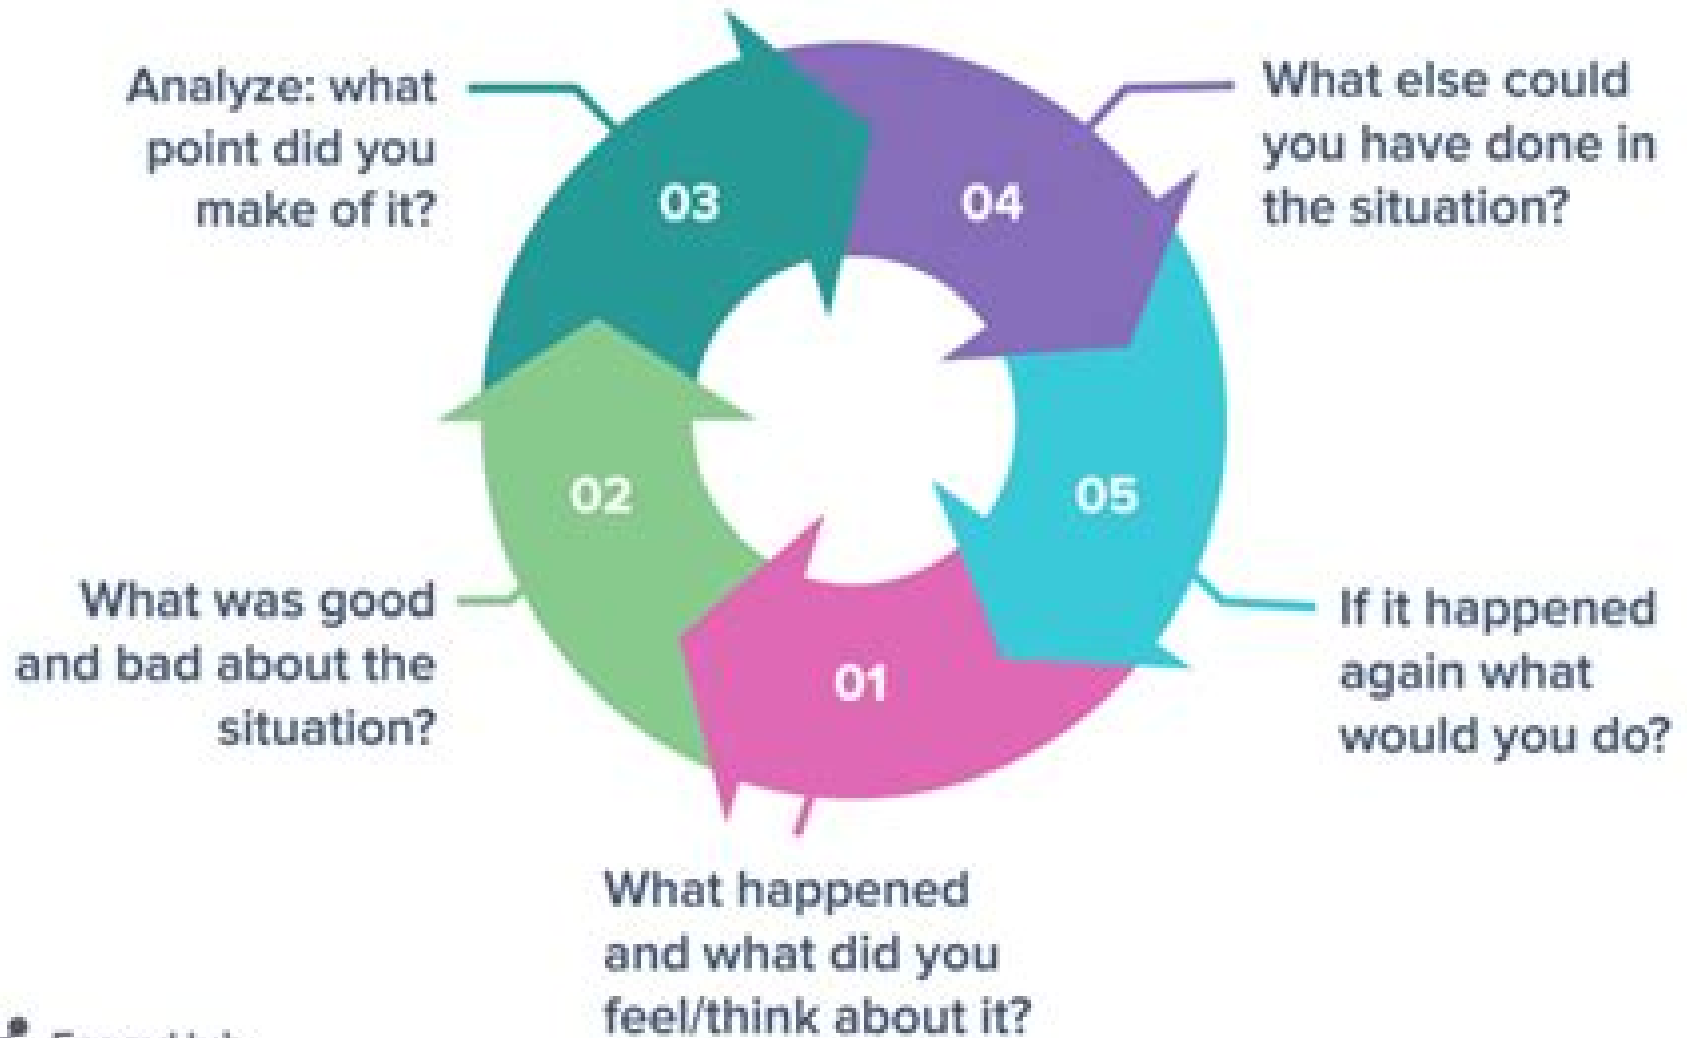 Analyze: what
point did you
make of it?
03
04
What else could
you have done in
the situation?
02
05
What was good
and bad about the
situation?
01
If it happened
again what
would you do?
What happened
and what did you
feel/think about it?